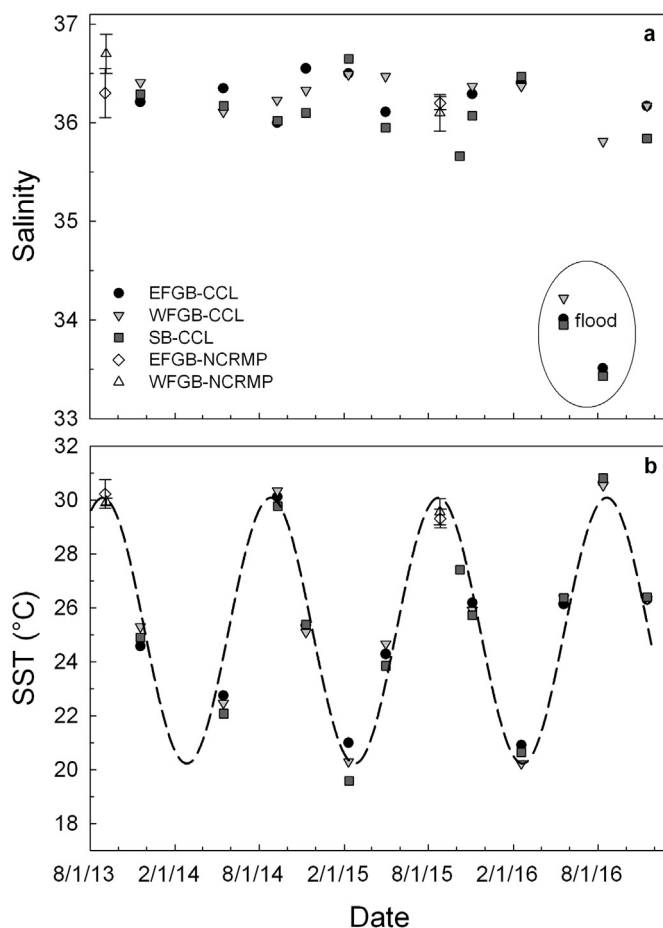 37
a
36
Salinity
35
34
33
EFGB-CCL
WFGB-CCL
SB-CCL
EFGB-NCRMP
WFGB-NCRMP
flood
32
b
30
28
26
24
22
20
18
17
SST (°C)
8/1/13 2/1/14 8/1/14 2/1/15 8/1/15 2/1/16 8/1/16
Date